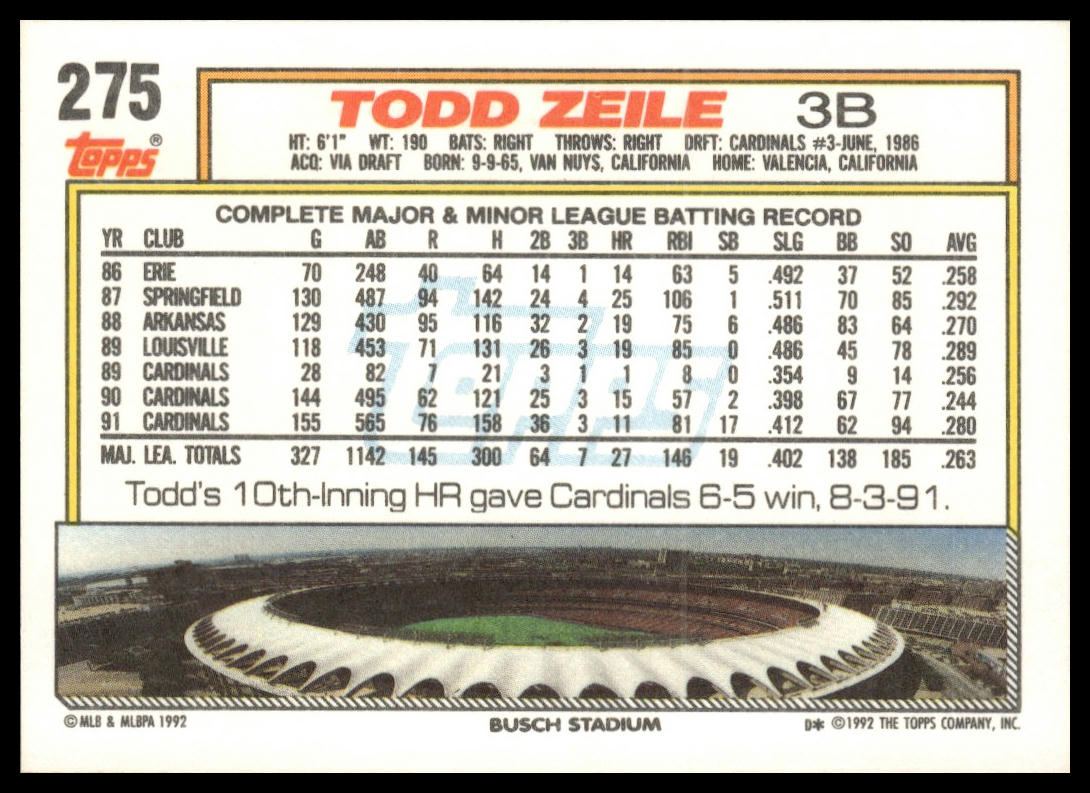 275
Topps®
TODD ZEILE 3B
HT: 6'1" WT: 190 BATS: RIGHT THROWS: RIGHT DRFT: CARDINALS #3-JUNE, 1986
ACQ: VIA DRAFT BORN: 9-9-65, VAN NUYS, CALIFORNIA HOME: VALENCIA, CALIFORNIA
COMPLETE MAJOR & MINOR LEAGUE BATTING RECORD
YR CLUB G AB R H 2B 3B HR RBI SB SLG BB SO AVG
86 ERIE 70 248 40 64 14 1 14 63 5 .492 37 52 .258
87 SPRINGFIELD 130 487 94 142 24 4 25 106 1 .511 70 85 .292
88 ARKANSAS 129 430 95 116 32 2 19 75 6 .486 83 64 .270
89 LOUISVILLE 118 453 71 131 26 3 19 85 0 .486 45 78 .289
89 CARDINALS 28 82 7 21 3 1 1 8 0 .354 9 14 .256
90 CARDINALS 144 495 62 121 25 3 15 57 2 .398 67 77 .244
91 CARDINALS 155 565 76 158 36 3 11 81 17 .412 62 94 .280
MAJ. LEA. TOTALS 327 1142 145 300 64 7 27 146 19 .402 138 185 .263
Topps
Todd's 10th-Inning HR gave Cardinals 6-5 win, 8-3-91.
© MLB & MLBPA 1992 BUSCH STADIUM D* ©1992 THE TOPPS COMPANY, INC.